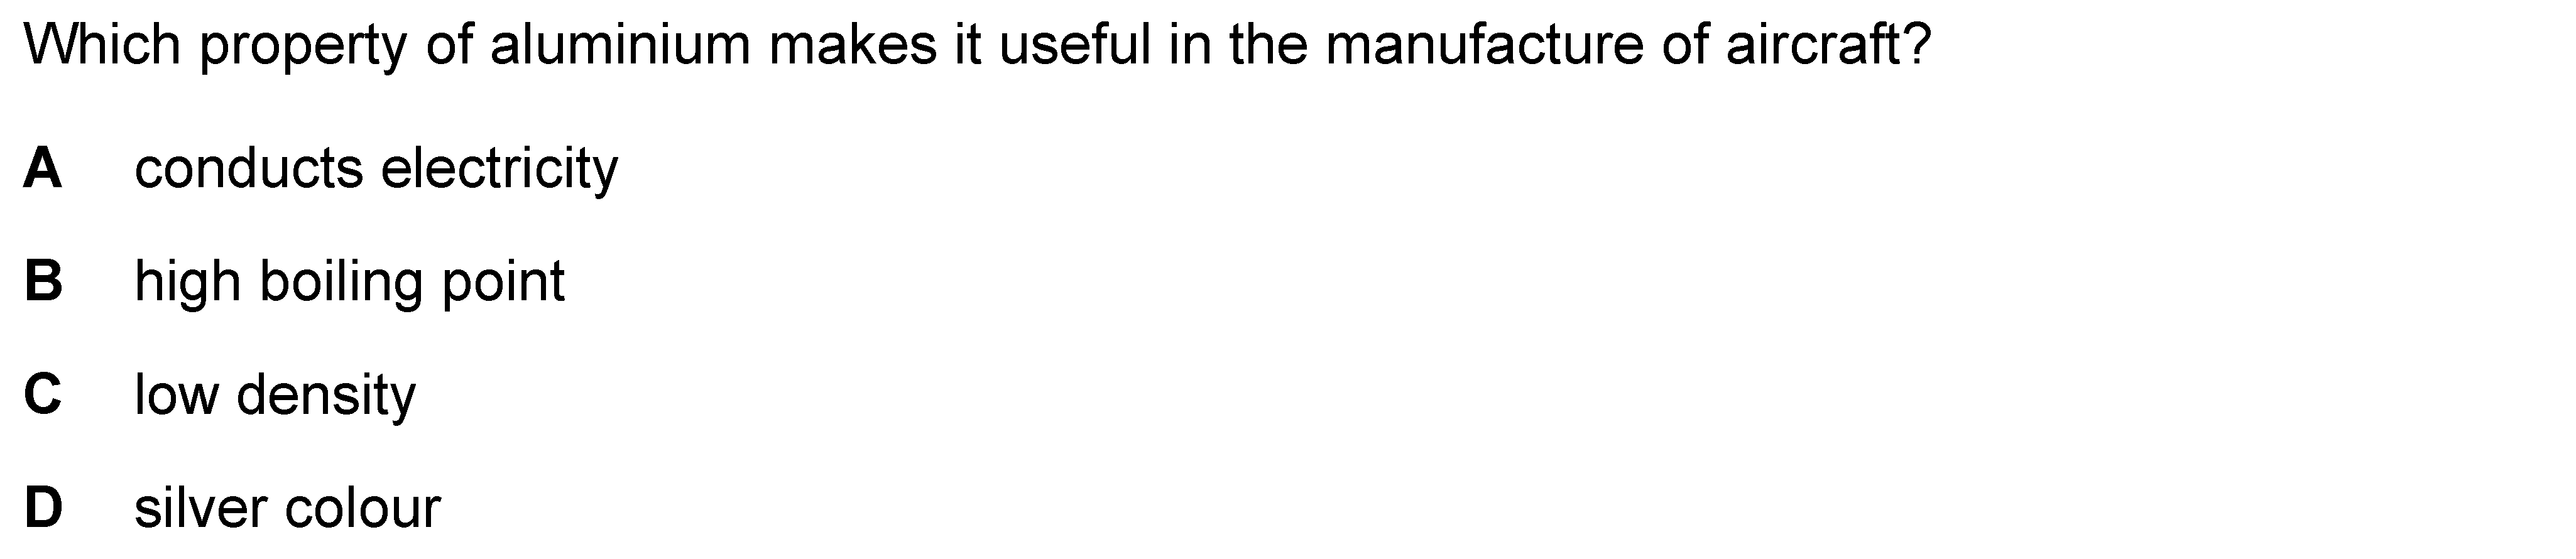 Which property of aluminium makes it useful in the manufacture of aircraft?
A conducts electricity
B high boiling point
C low density
D silver colour